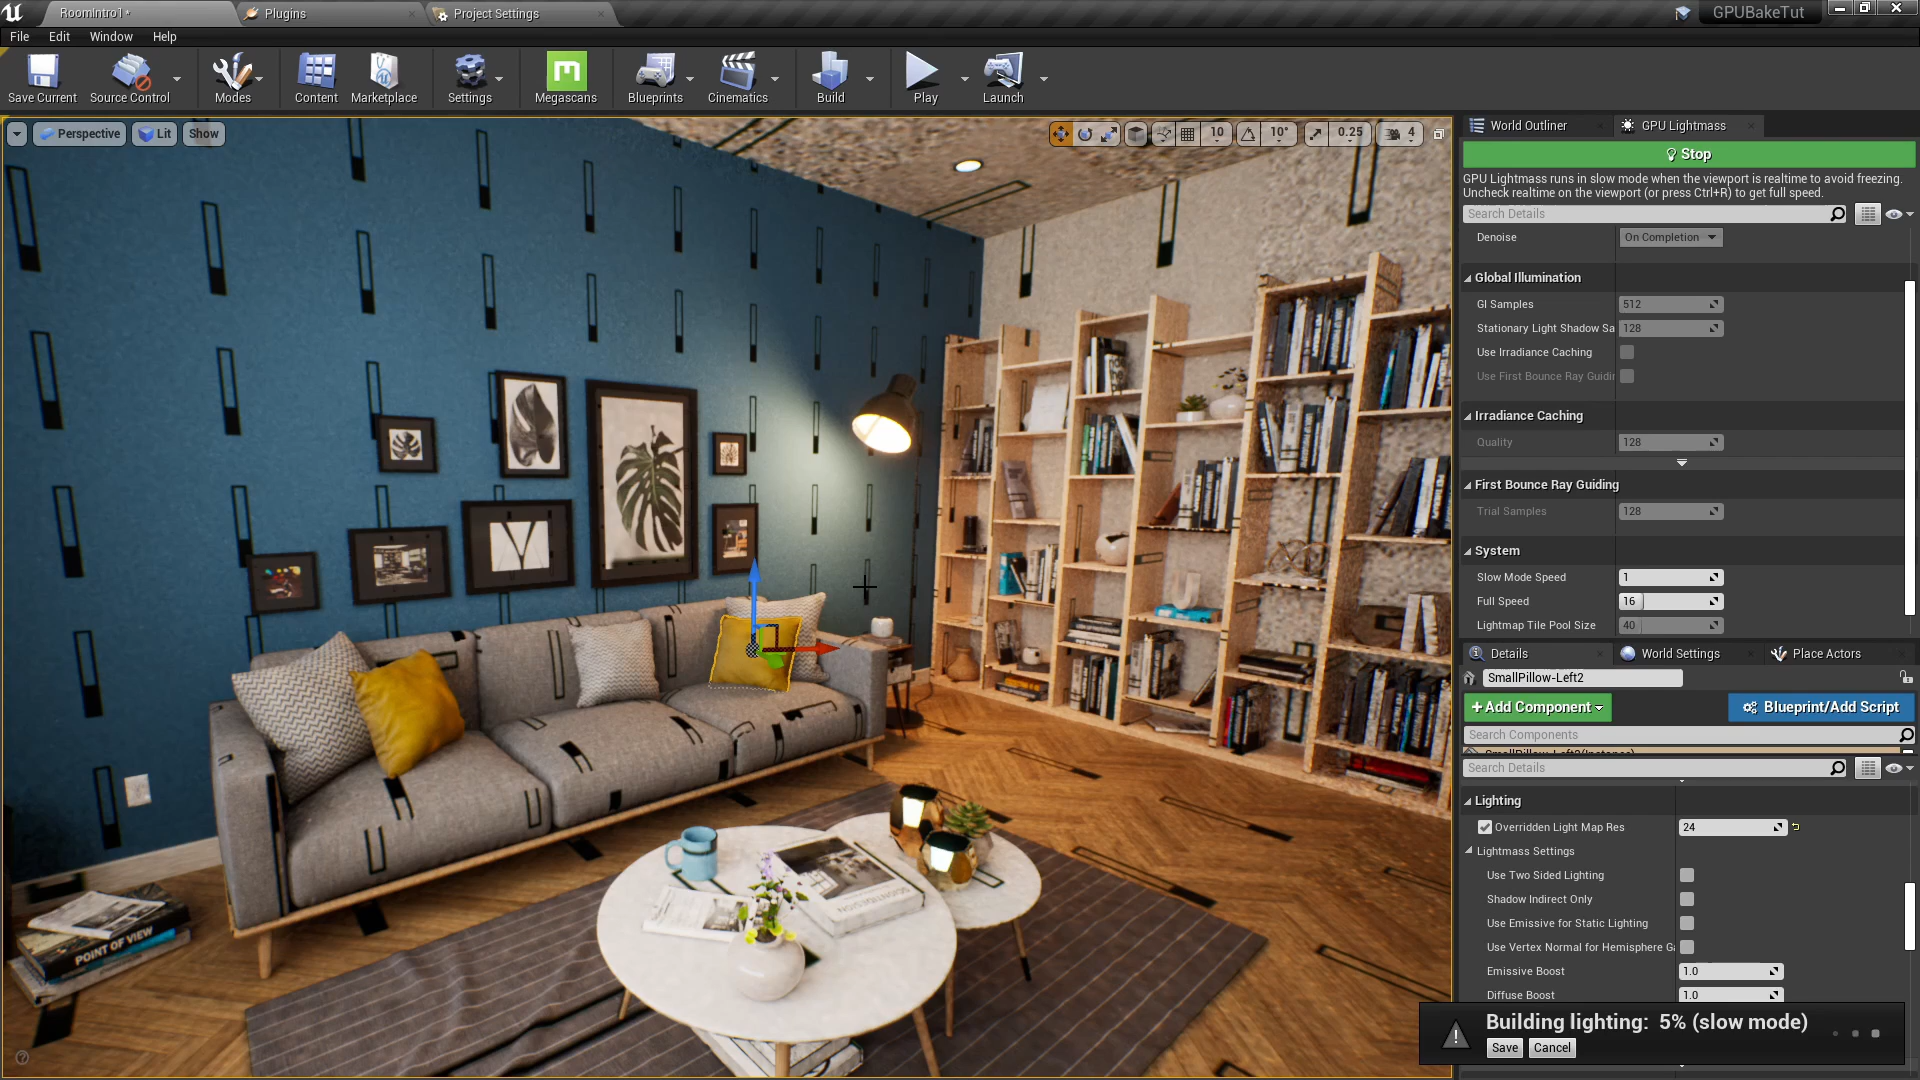 RoomIntro1*
Plugins
Project Settings
GPUBakeTut
File Edit Window Help
Save Current
Source Control
Modes
Content
Marketplace
Settings
Megascans
Blueprints
Cinematics
Build
Play
Launch
Perspective
Lit
Show
10
10°
0.25
4
World Outliner
GPU Lightmass
Stop
GPU Lightmass runs in slow mode when the viewport is realtime to avoid freezing.
Uncheck realtime on the viewport (or press Ctrl+R) to get full speed.
Search Details
Denoise On Completion
Global Illumination
GI Samples 512
Stationary Light Shadow Sa 128
Use Irradiance Caching
Use First Bounce Ray Guidin
Irradiance Caching
Quality 128
First Bounce Ray Guiding
Trial Samples 128
System
Slow Mode Speed 1
Full Speed 16
Lightmap Tile Pool Size 40
Details
World Settings
Place Actors
SmallPillow-Left2
+ Add Component
Blueprint/Add Script
Search Components
SmallPillow-Left2(Instance)
Search Details
Lighting
Overridden Light Map Res 24
Lightmass Settings
Use Two Sided Lighting
Shadow Indirect Only
Use Emissive for Static Lighting
Use Vertex Normal for Hemisphere Ga
Emissive Boost 1.0
Diffuse Boost 1.0
Building lighting: 5% (slow mode)
Save Cancel
POINT OF VIEW